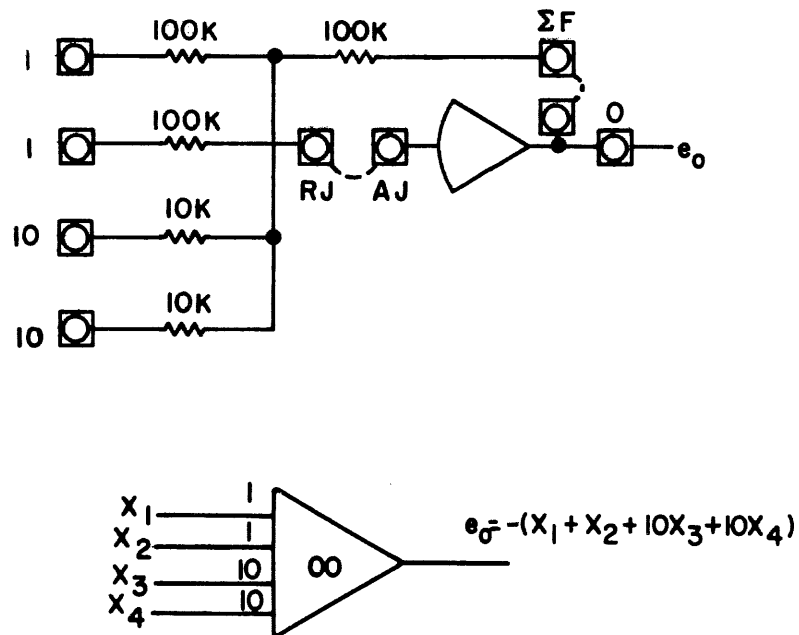 100K 100K ΣF
1
100K O
1
e₀
RJ AJ
10K
10
10K
10
X₁ 1
X₂ 1
X₃ 10
X₄ 10
∞
e₀=-(X₁+X₂+10X₃+10X₄)